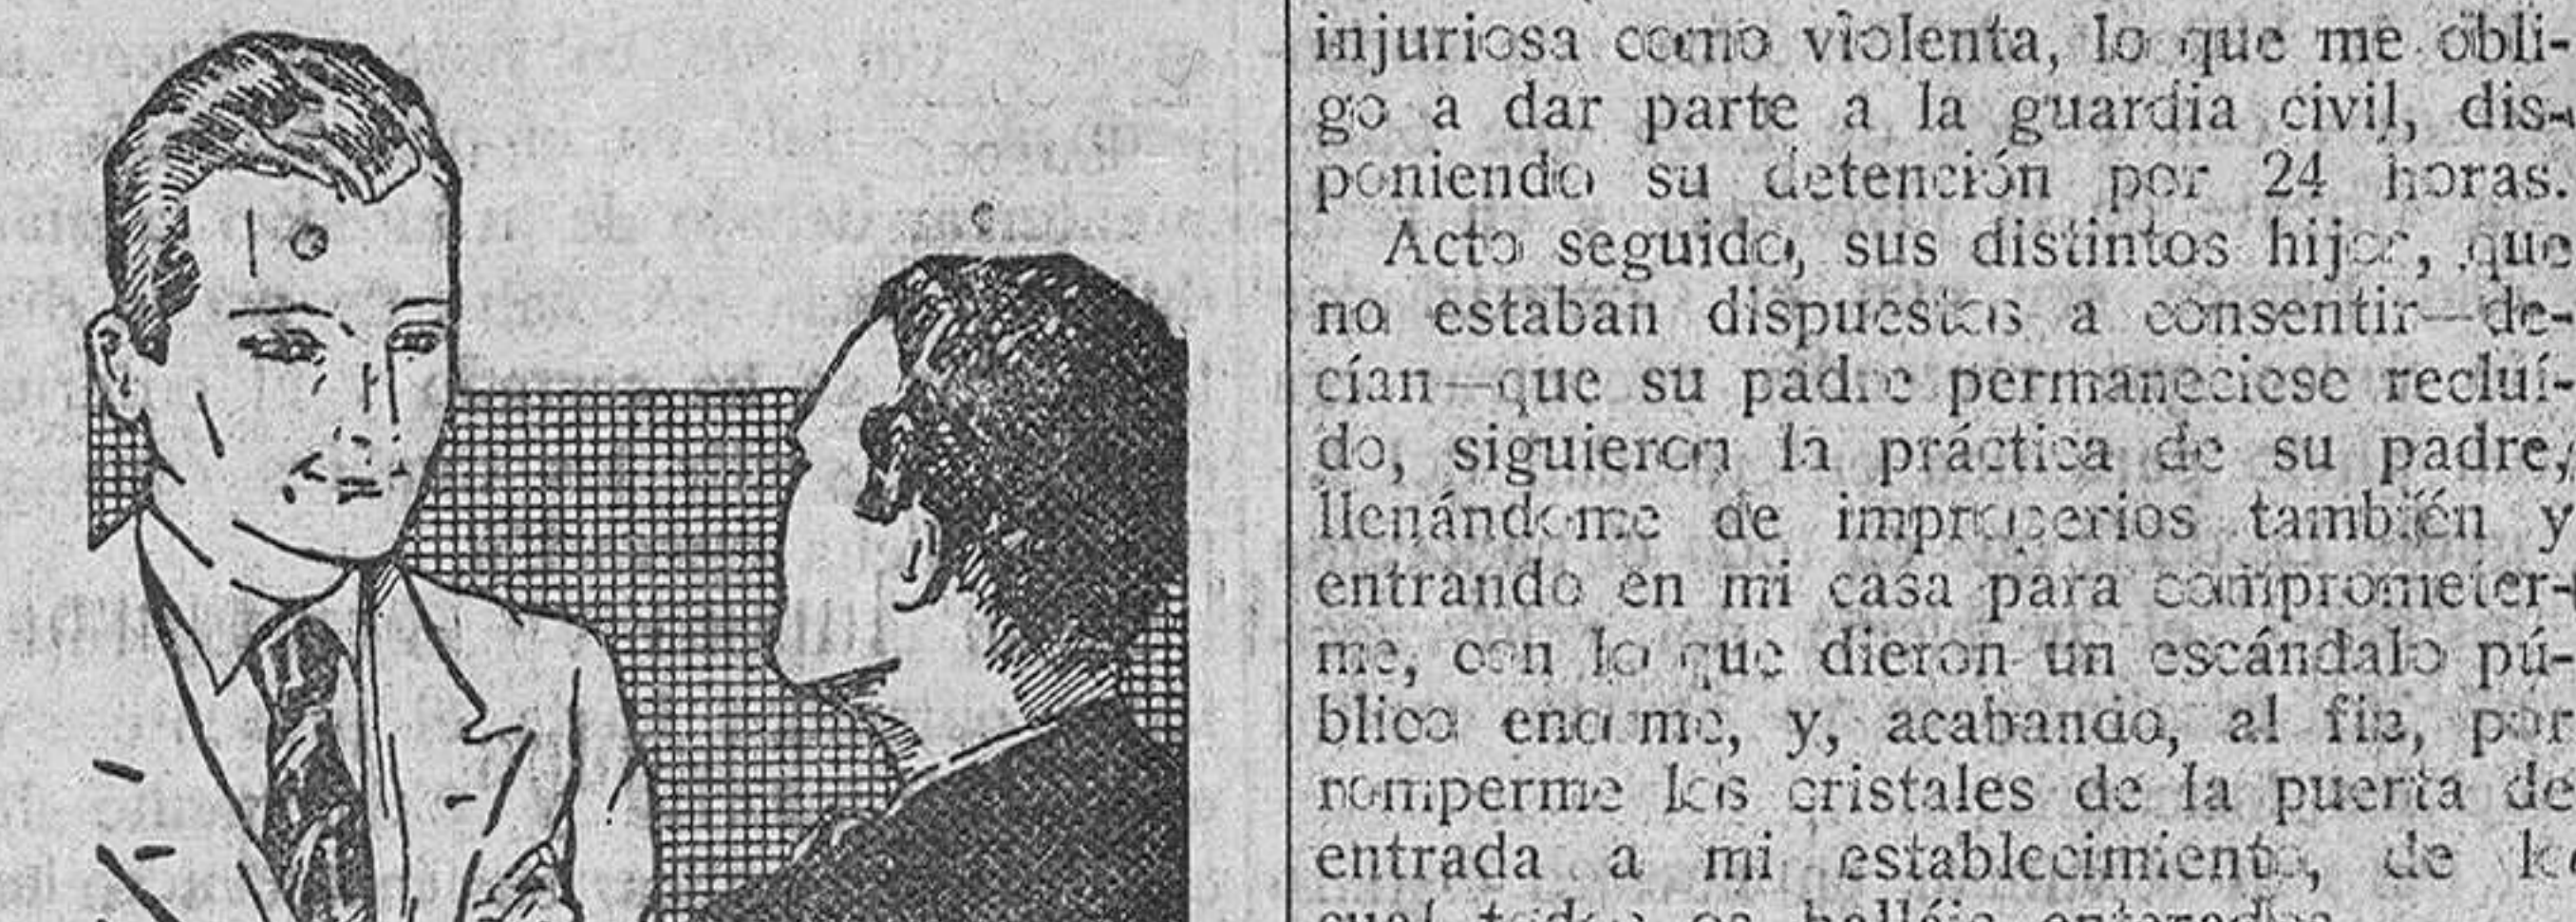 injuriosa como violenta, lo que me obli-
go a dar parte a la guardia civil, dis-
poniendo su detención por 24 horas.
Acto seguido, sus distintos hijos, que
no estaban dispuestos a consentir—de-
cían—que su padre permaneciese recluí-
do, siguieron la práctica de su padre,
llenándome de improperios también y
entrando en mi casa para comprometer-
me, con lo que dieron un escándalo pú-
blico enorme, y, acabando, al fin, por
romperme los cristales de la puerta de
entrada a mi establecimiento, de lo